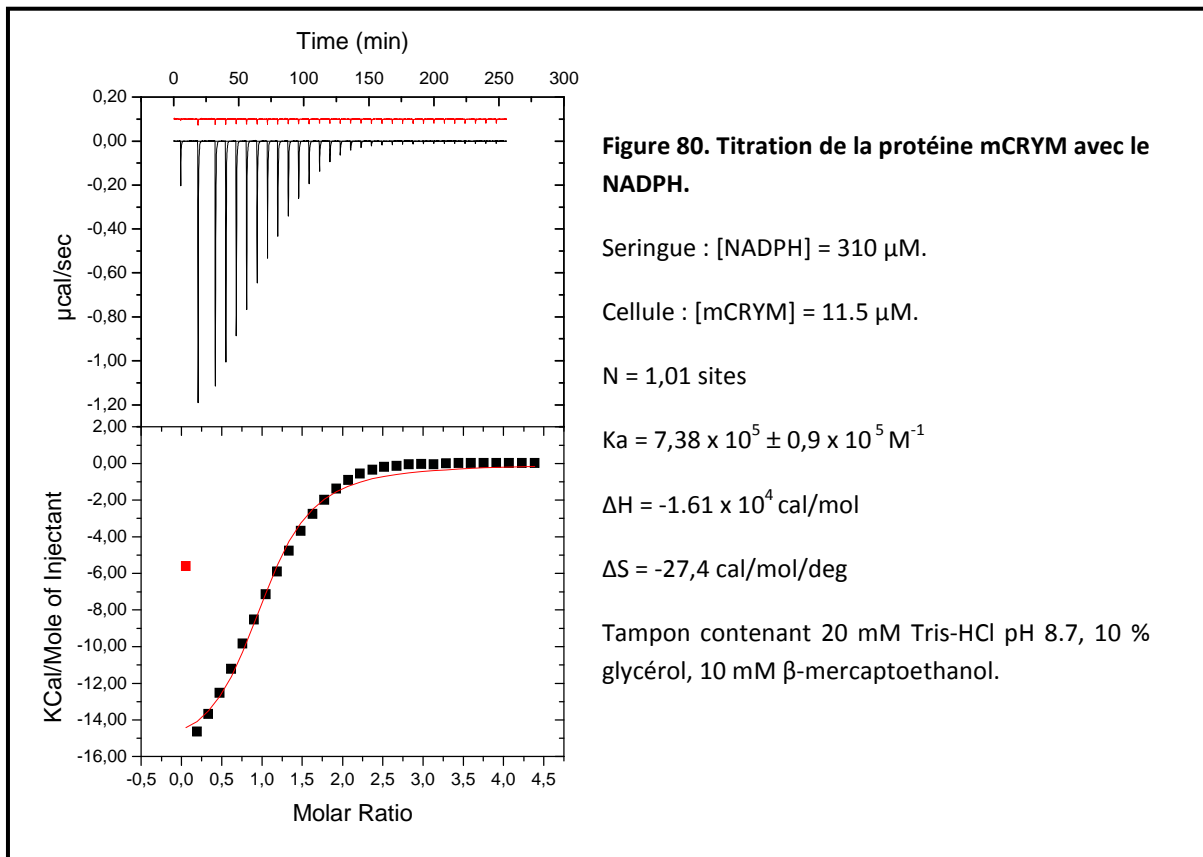 Time (min)
0 50 100 150 200 250 300
0,20
0,00
-0,20
-0,40
-0,60
-0,80
-1,00
-1,20
µcal/sec
2,00
0,00
-2,00
-4,00
-6,00
-8,00
-10,00
-12,00
-14,00
-16,00
KCal/Mole of Injectant
-0,5 0,0 0,5 1,0 1,5 2,0 2,5 3,0 3,5 4,0 4,5
Molar Ratio
Figure 80. Titration de la protéine mCRYM avec le
NADPH.
Seringue : [NADPH] = 310 µM.
Cellule : [mCRYM] = 11.5 µM.
N = 1,01 sites
Ka = 7,38 x 10⁵ ± 0,9 x 10⁵ M⁻¹
ΔH = -1.61 x 10⁴ cal/mol
ΔS = -27,4 cal/mol/deg
Tampon contenant 20 mM Tris-HCl pH 8.7, 10 %
glycérol, 10 mM β-mercaptoethanol.